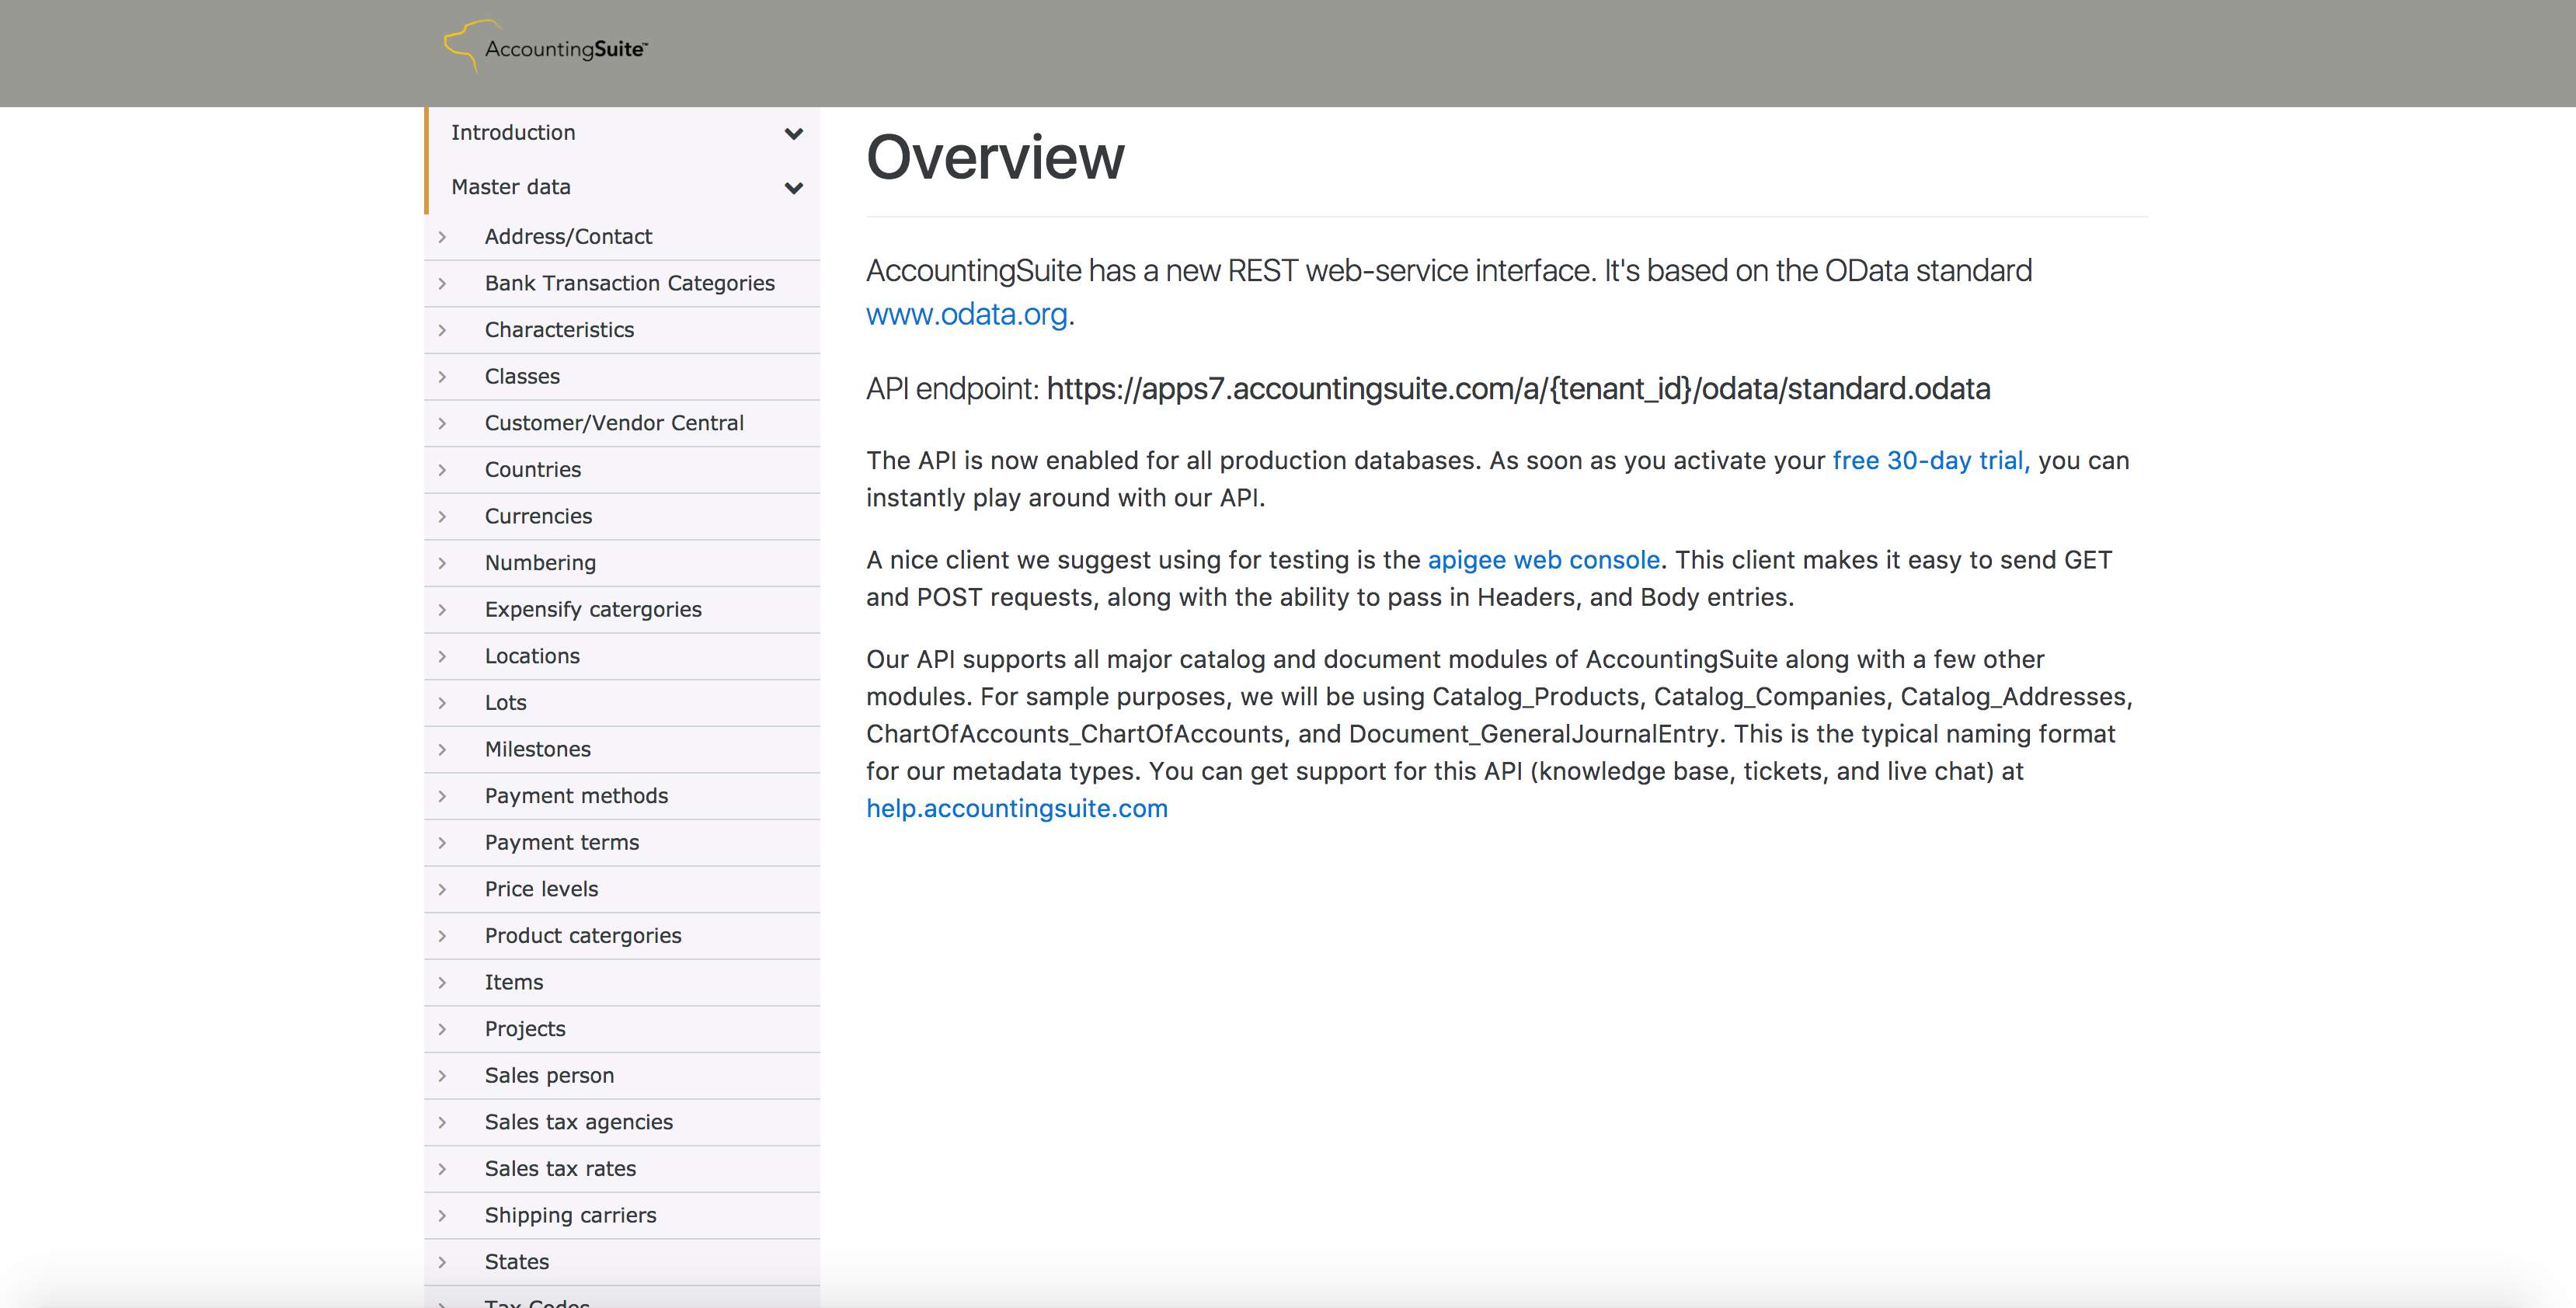 AccountingSuite™
Introduction
Master data
Address/Contact
Bank Transaction Categories
Characteristics
Classes
Customer/Vendor Central
Countries
Currencies
Numbering
Expensify catergories
Locations
Lots
Milestones
Payment methods
Payment terms
Price levels
Product catergories
Items
Projects
Sales person
Sales tax agencies
Sales tax rates
Shipping carriers
States
Tax Codes
Overview
AccountingSuite has a new REST web-service interface. It's based on the OData standard
www.odata.org.
API endpoint: https://apps7.accountingsuite.com/a/{tenant_id}/odata/standard.odata
The API is now enabled for all production databases. As soon as you activate your free 30-day trial, you can
instantly play around with our API.
A nice client we suggest using for testing is the apigee web console. This client makes it easy to send GET
and POST requests, along with the ability to pass in Headers, and Body entries.
Our API supports all major catalog and document modules of AccountingSuite along with a few other
modules. For sample purposes, we will be using Catalog_Products, Catalog_Companies, Catalog_Addresses,
ChartOfAccounts_ChartOfAccounts, and Document_GeneralJournalEntry. This is the typical naming format
for our metadata types. You can get support for this API (knowledge base, tickets, and live chat) at
help.accountingsuite.com